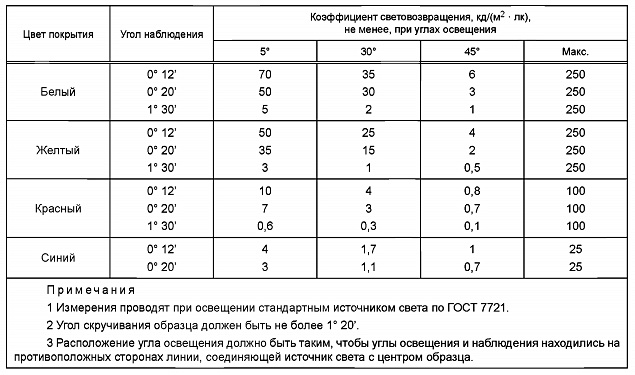 Цвет покрытия Угол наблюдения Коэффициент световозвращения, кд/(м² · лк),
не менее, при углах освещения
5° 30° 45° Макс.
Белый 0° 12' 70 35 6 250
0° 20' 50 30 3 250
1° 30' 5 2 1 250
Желтый 0° 12' 50 25 4 250
0° 20' 35 15 2 250
1° 30' 3 1 0,5 250
Красный 0° 12' 10 4 0,8 100
0° 20' 7 3 0,7 100
1° 30' 0,6 0,3 0,1 100
Синий 0° 12' 4 1,7 1 25
0° 20' 3 1,1 0,7 25
Примечания
1 Измерения проводят при освещении стандартным источником света по ГОСТ 7721.
2 Угол скручивания образца должен быть не более 1° 20'.
3 Расположение угла освещения должно быть таким, чтобы углы освещения и наблюдения находились на
противоположных сторонах линии, соединяющей источник света с центром образца.